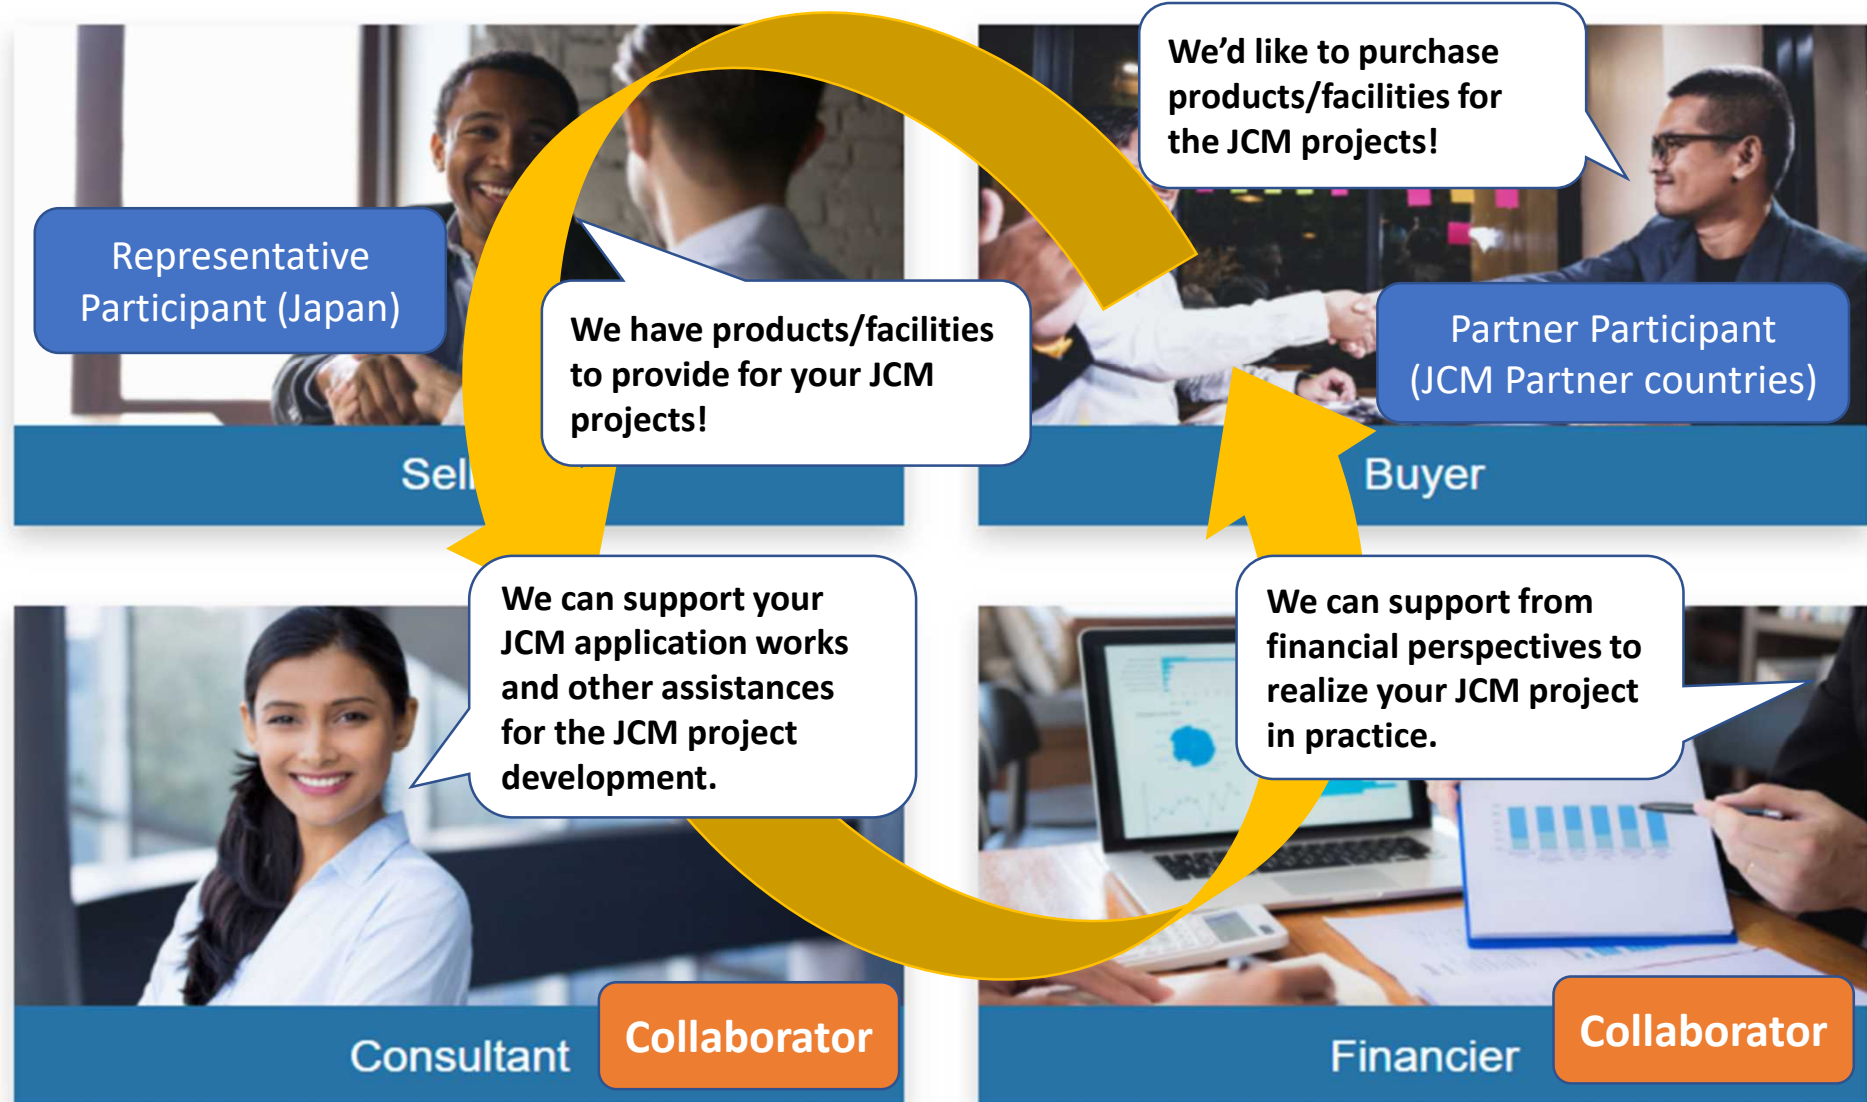 We'd like to purchase
products/facilities for
the JCM projects!
Representative
Participant (Japan)
We have products/facilities
to provide for your JCM
projects!
Partner Participant
(JCM Partner countries)
Sell
Buyer
We can support your
JCM application works
and other assistances
for the JCM project
development.
We can support from
financial perspectives to
realize your JCM project
in practice.
Consultant
Collaborator
Financier
Collaborator